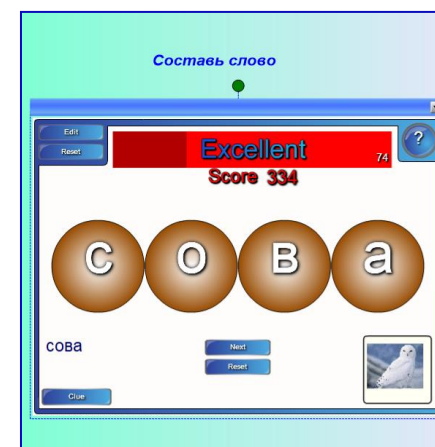 Составь слово
Edit
Reset
Excellent
74
?
Score 334
с о в а
сова
Next
Reset
Clue